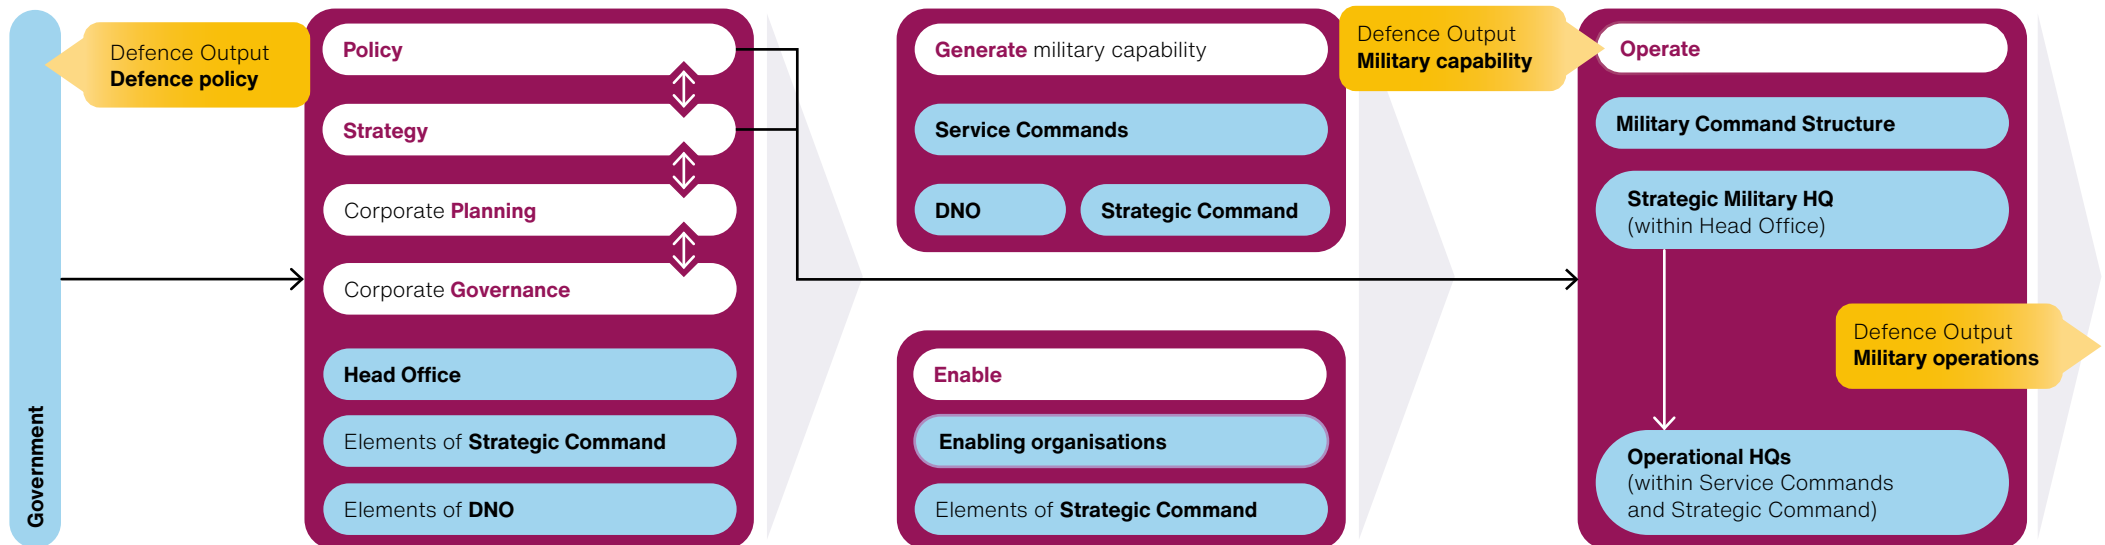 Government
Defence Output
Defence policy
Policy
Strategy
Corporate Planning
Corporate Governance
Head Office
Elements of Strategic Command
Elements of DNO
Generate military capability
Service Commands
DNO
Strategic Command
Enable
Enabling organisations
Elements of Strategic Command
Defence Output
Military capability
Operate
Military Command Structure
Strategic Military HQ
(within Head Office)
Defence Output
Military operations
Operational HQs
(within Service Commands
and Strategic Command)